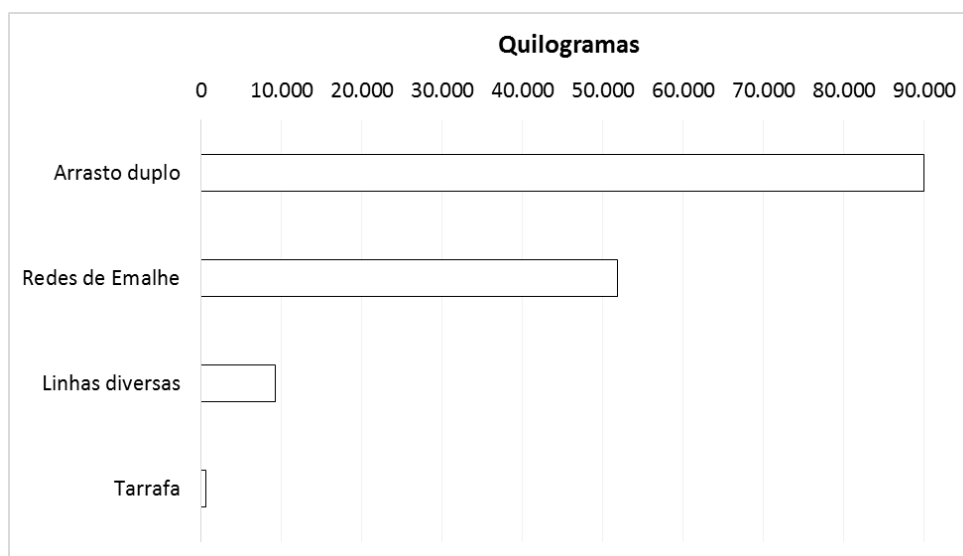 Quilogramas
0 10.000 20.000 30.000 40.000 50.000 60.000 70.000 80.000 90.000
Arrasto duplo
Redes de Emalhe
Linhas diversas
Tarrafa